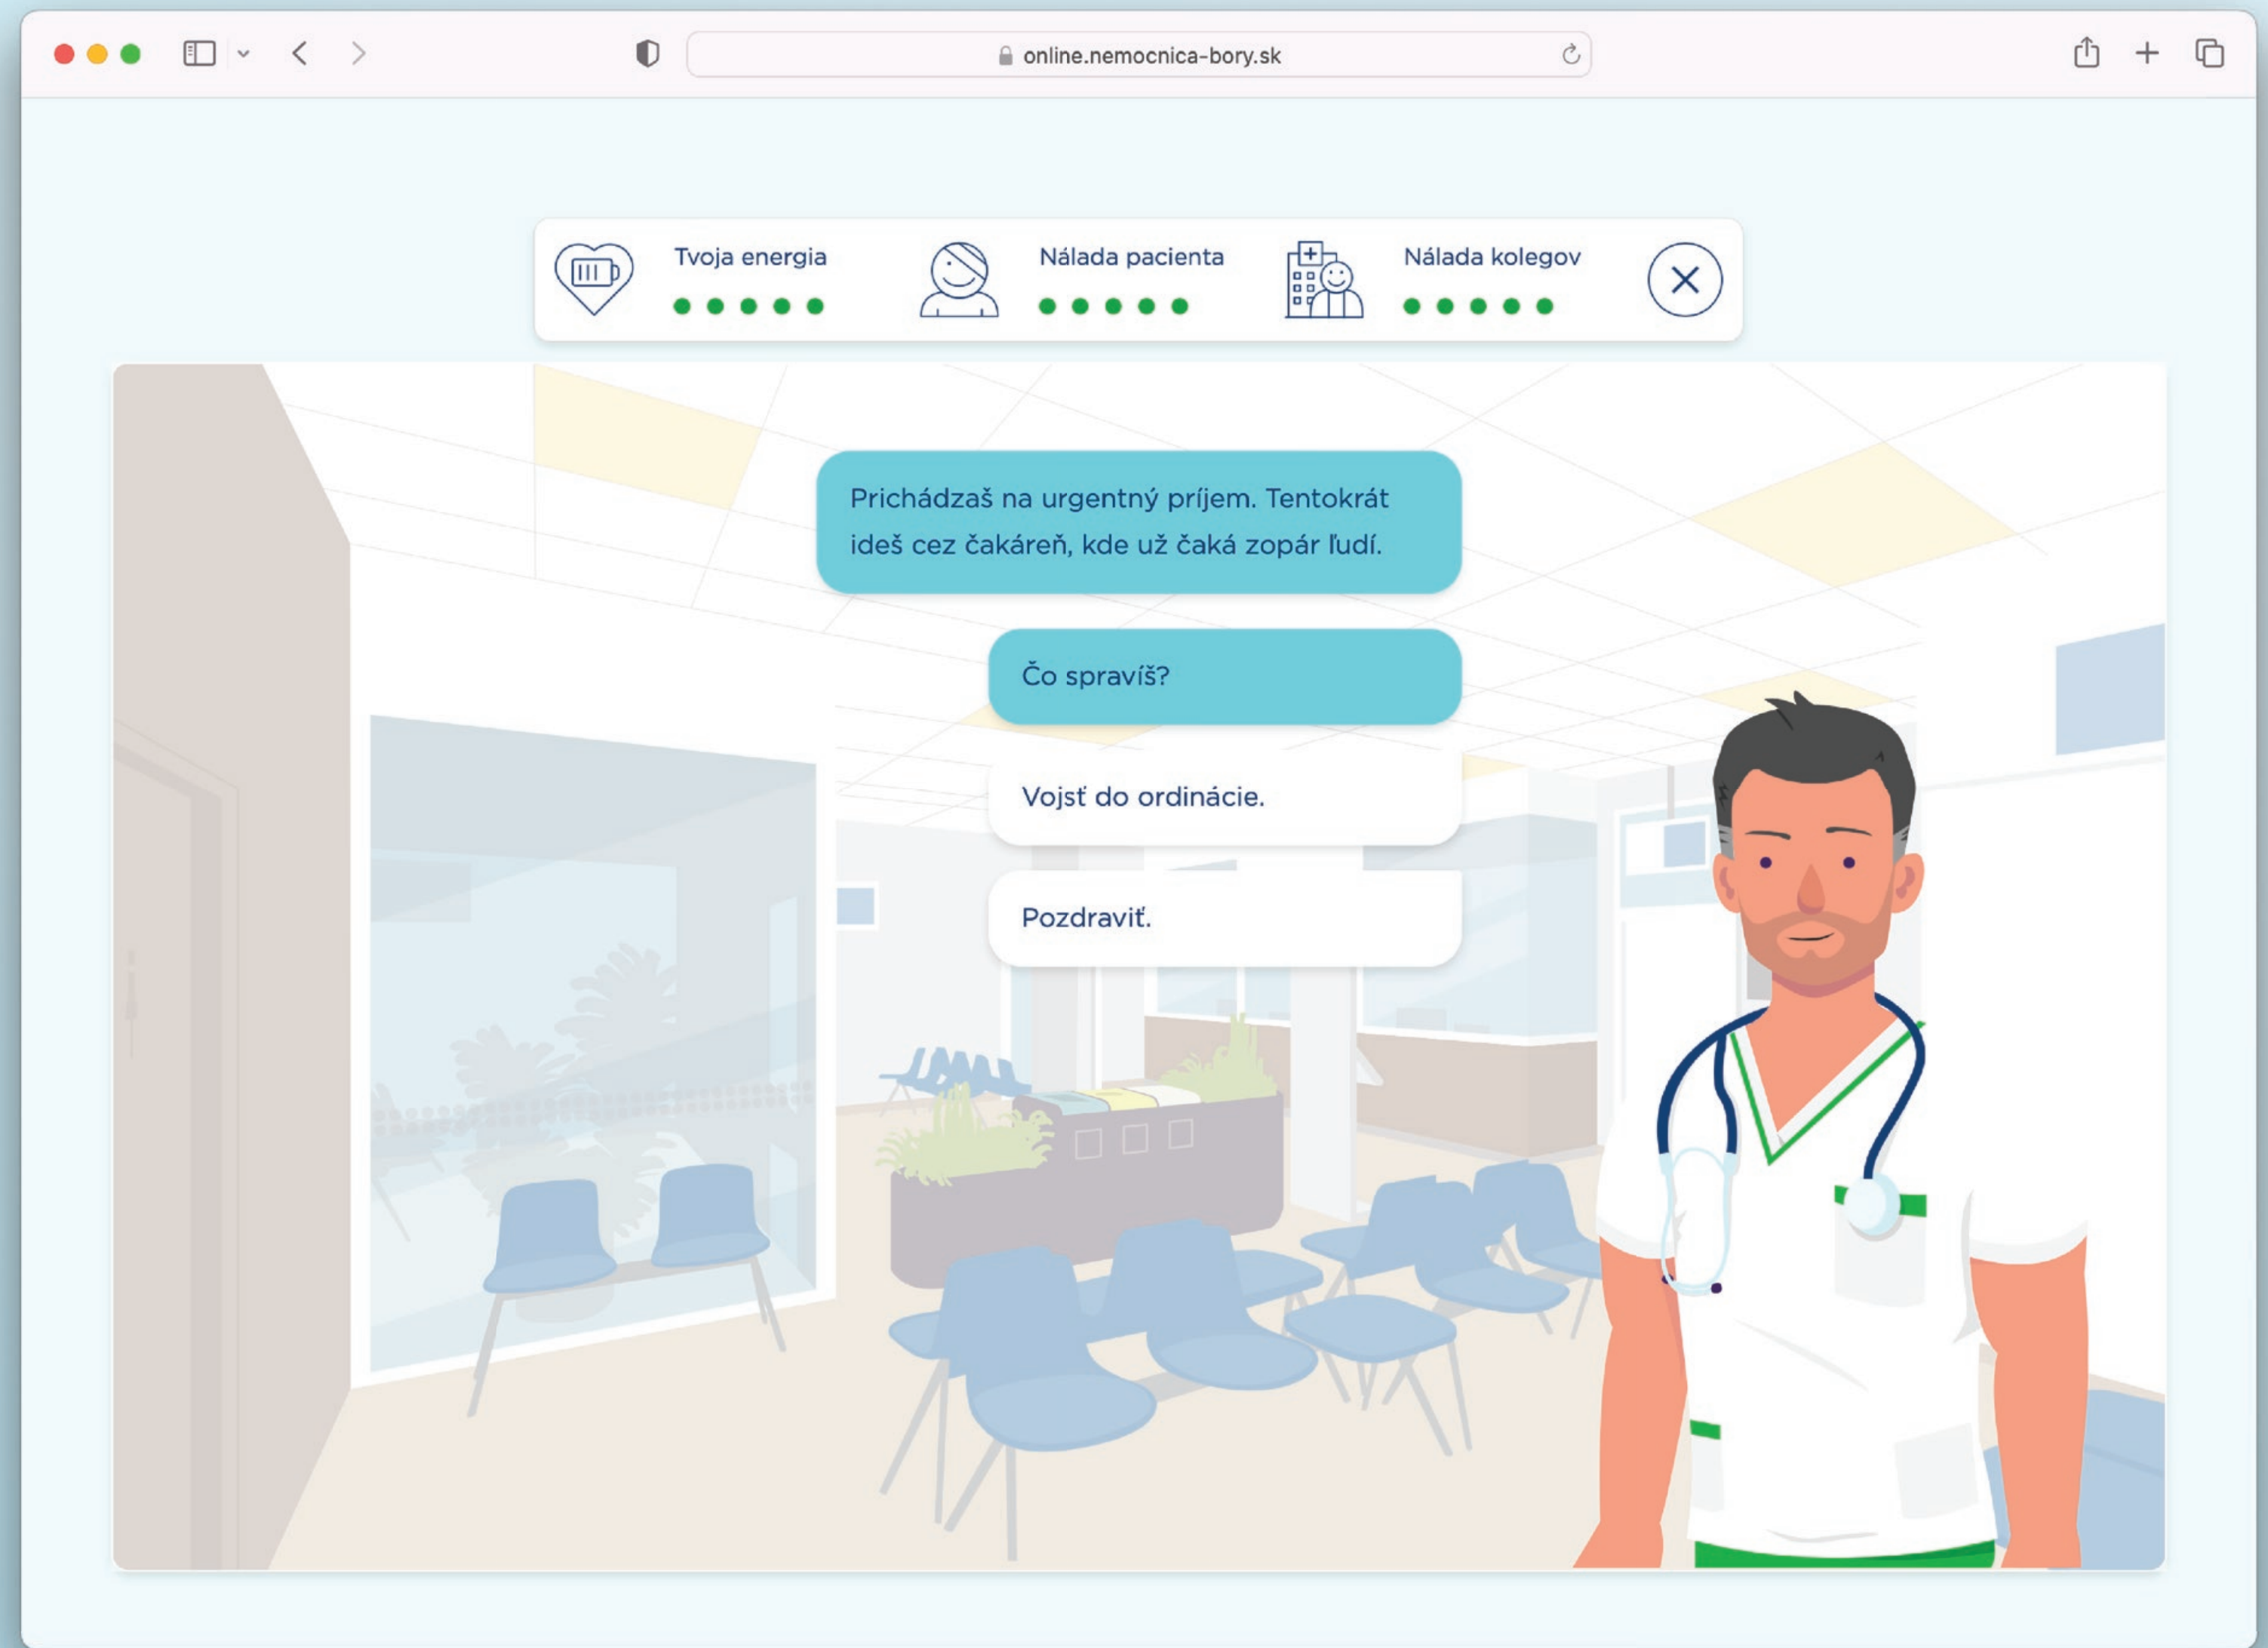 online.nemocnica-bory.sk
Tvoja energia
Nálada pacienta
Nálada kolegov
Prichádzaš na urgentný príjem. Tentokrát
ideš cez čakáreň, kde už čaká zopár ľudí.
Čo spravíš?
Vojsť do ordinácie.
Pozdraviť.